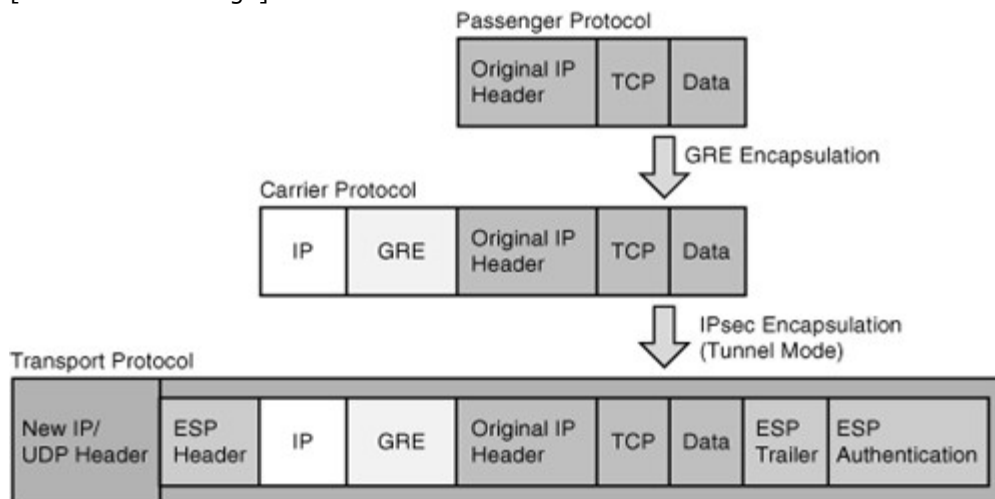 Passenger Protocol
Original IP
Header
TCP
Data
GRE Encapsulation
Carrier Protocol
IP
GRE
Original IP
Header
TCP
Data
IPsec Encapsulation
(Tunnel Mode)
Transport Protocol
New IP/
UDP Header
ESP
Header
IP
GRE
Original IP
Header
TCP
Data
ESP
Trailer
ESP
Authentication